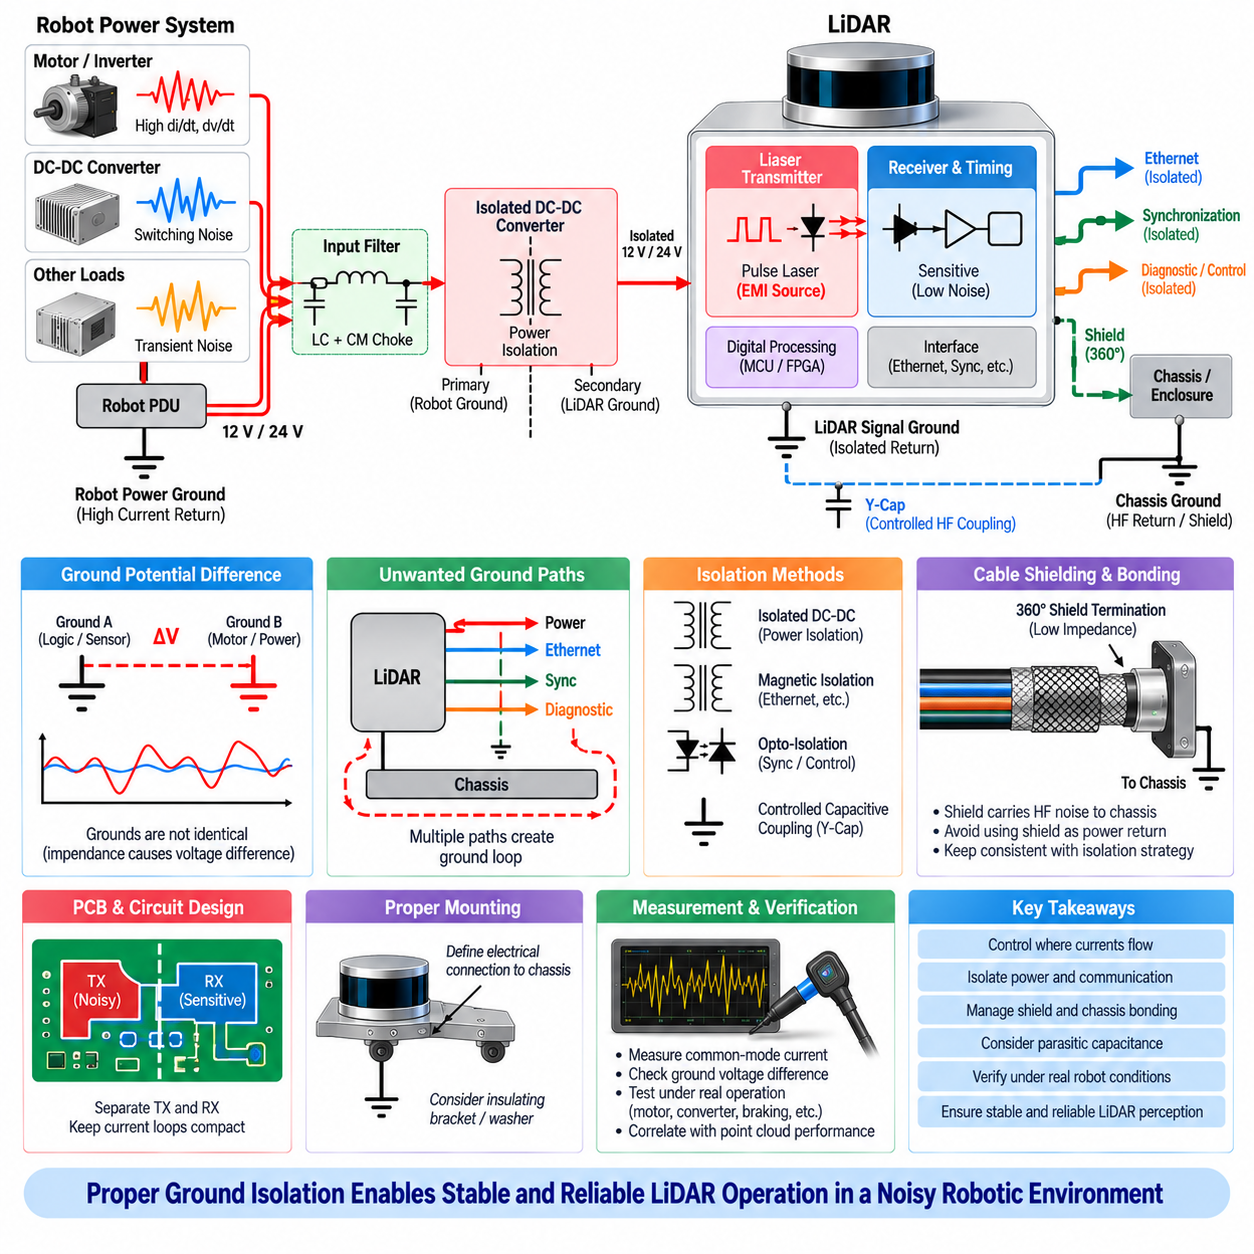 Robot Power System
LiDAR
Motor / Inverter
High di/dt, dv/dt
DC-DC Converter
Switching Noise
Other Loads
Transient Noise
Robot PDU
12 V / 24 V
Robot Power Ground
(High Current Return)
Input Filter
LC + CM Choke
Isolated DC-DC
Converter
Power
Isolation
Primary
(Robot Ground)
Secondary
(LiDAR Ground)
Isolated
12 V / 24 V
Liaser
Transmitter
Pulse Laser
(EMI Source)
Receiver & Timing
Sensitive
(Low Noise)
Digital Processing
(MCU / FPGA)
Interface
(Ethernet, Sync, etc.)
Ethernet
(Isolated)
Synchronization
(Isolated)
Diagnostic / Control
(Isolated)
Shield
(360°)
Chassis /
Enclosure
LiDAR Signal Ground
(Isolated Return)
Y-Cap
(Controlled HF Coupling)
Chassis Ground
(HF Return / Shield)
Ground Potential Difference
Ground A
(Logic / Sensor)
ΔV
Ground B
(Motor / Power)
Grounds are not identical
(impedance causes voltage difference)
Unwanted Ground Paths
LiDAR
Power
Ethernet
Sync
Diagnostic
Chassis
Multiple paths create
ground loop
Isolation Methods
Isolated DC-DC
(Power Isolation)
Magnetic Isolation
(Ethernet, etc.)
Opto-Isolation
(Sync / Control)
Controlled Capacitive
Coupling (Y-Cap)
Cable Shielding & Bonding
360° Shield Termination
(Low Impedance)
To Chassis
• Shield carries HF noise to chassis
• Avoid using shield as power return
• Keep consistent with isolation strategy
PCB & Circuit Design
TX
(Noisy)
RX
(Sensitive)
Separate TX and RX
Keep current loops compact
Proper Mounting
Define electrical
connection to chassis
Consider insulating
bracket / washer
Measurement & Verification
• Measure common-mode current
• Check ground voltage difference
• Test under real operation
(motor, converter, braking, etc.)
• Correlate with point cloud performance
Key Takeaways
Control where currents flow
Isolate power and communication
Manage shield and chassis bonding
Consider parasitic capacitance
Verify under real robot conditions
Ensure stable and reliable LiDAR perception
Proper Ground Isolation Enables Stable and Reliable LiDAR Operation in a Noisy Robotic Environment